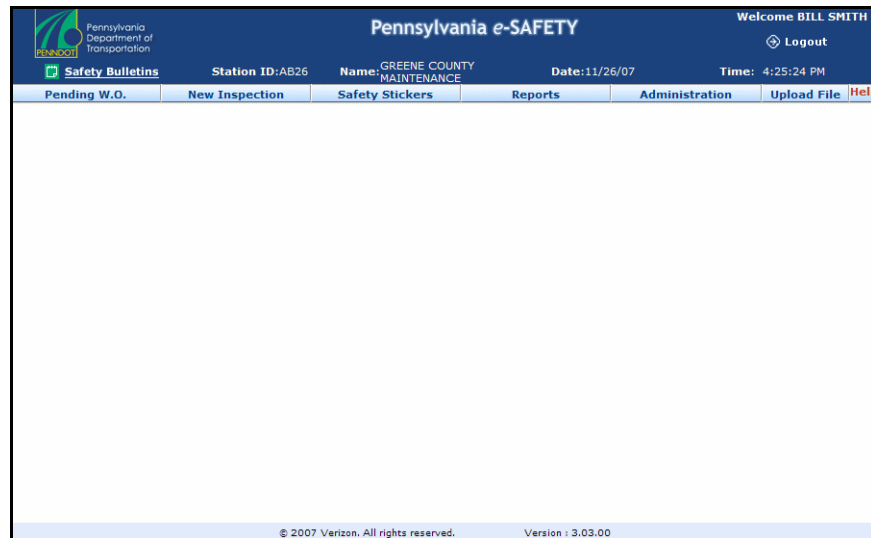 Pennsylvania
Department of
Transportation
PENNDOT
Pennsylvania e-SAFETY
Welcome BILL SMITH
Logout
Safety Bulletins Station ID:AB26 Name:GREENE COUNTY MAINTENANCE Date:11/26/07 Time: 4:25:24 PM
Pending W.O. New Inspection Safety Stickers Reports Administration Upload File Hel
© 2007 Verizon. All rights reserved. Version : 3.03.00